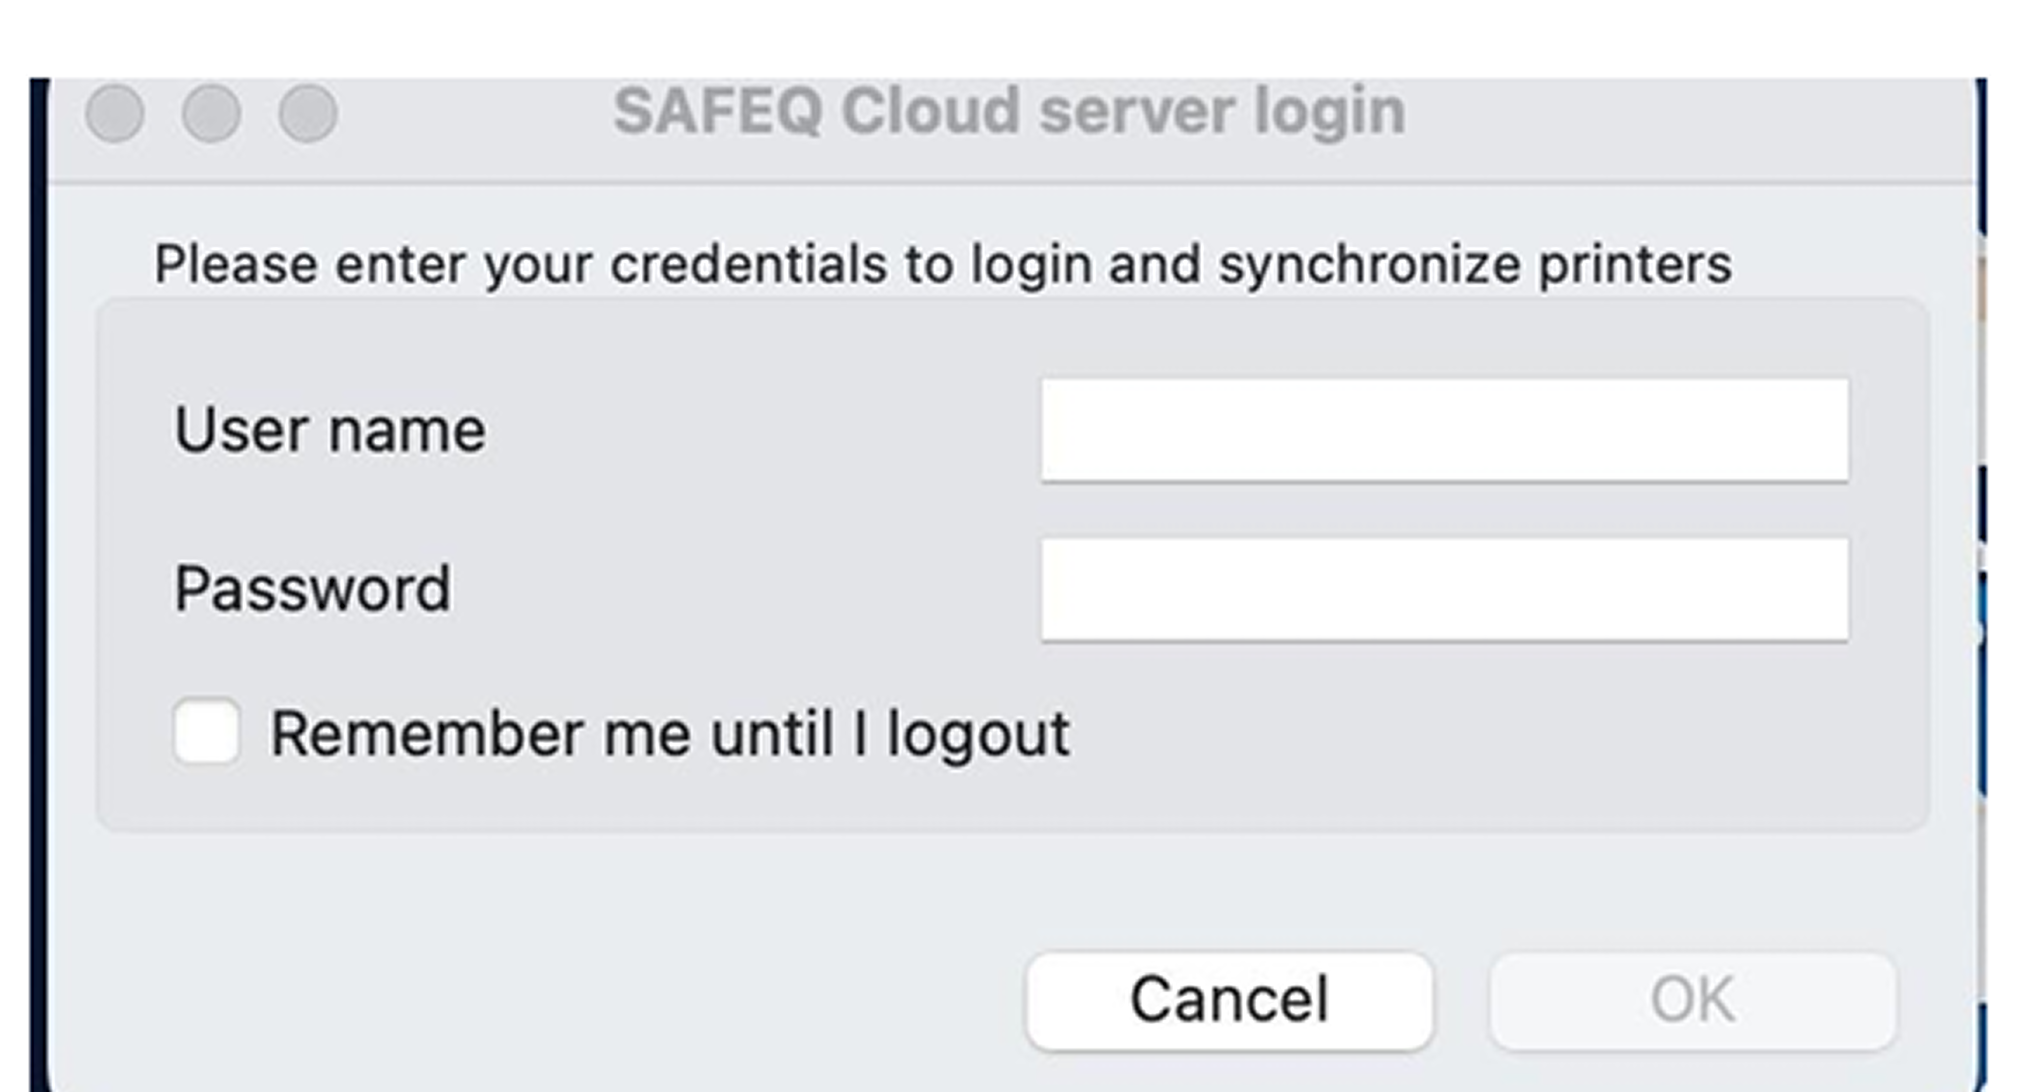 SAFEQ Cloud server login
Please enter your credentials to login and synchronize printers
User name
Password
Remember me until I logout
Cancel
OK